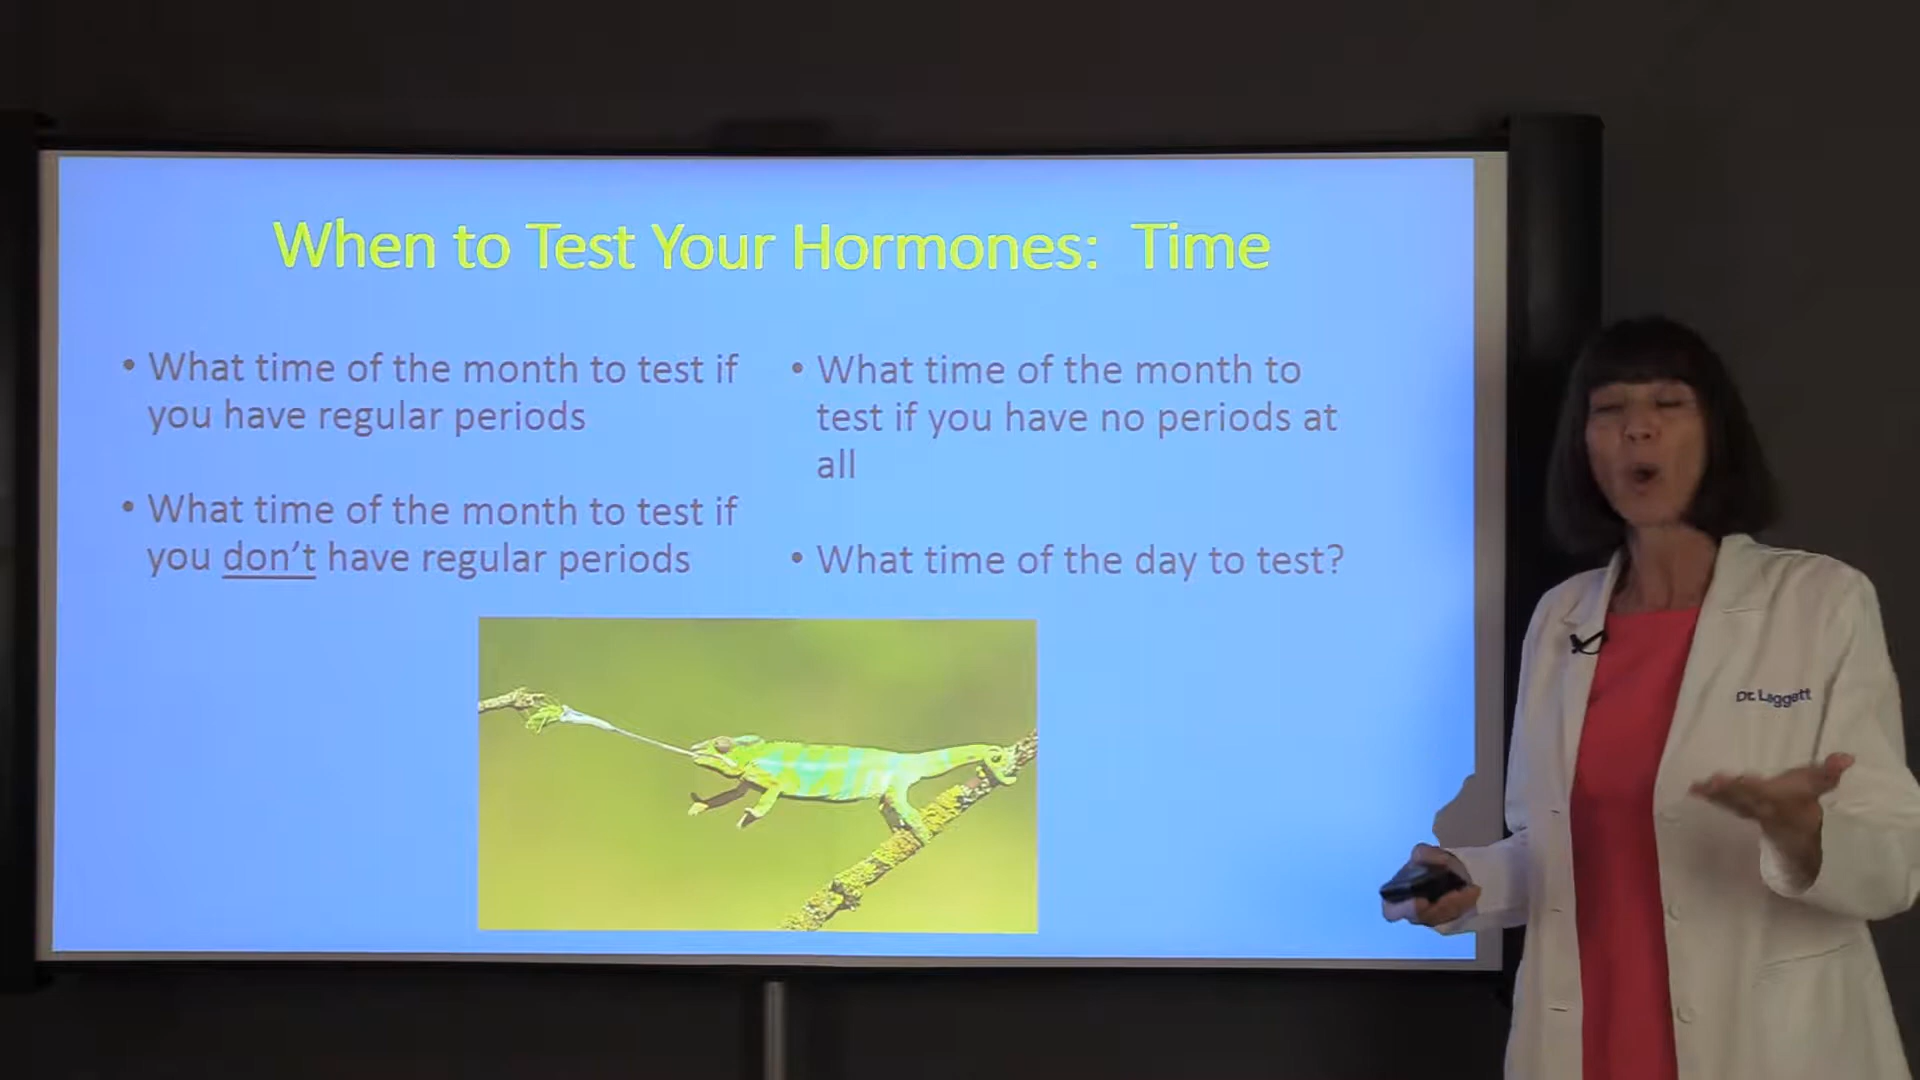 When to Test Your Hormones: Time
• What time of the month to test if
you have regular periods
• What time of the month to test if
you don't have regular periods
• What time of the month to
test if you have no periods at
all
• What time of the day to test?
Dr. Laggett